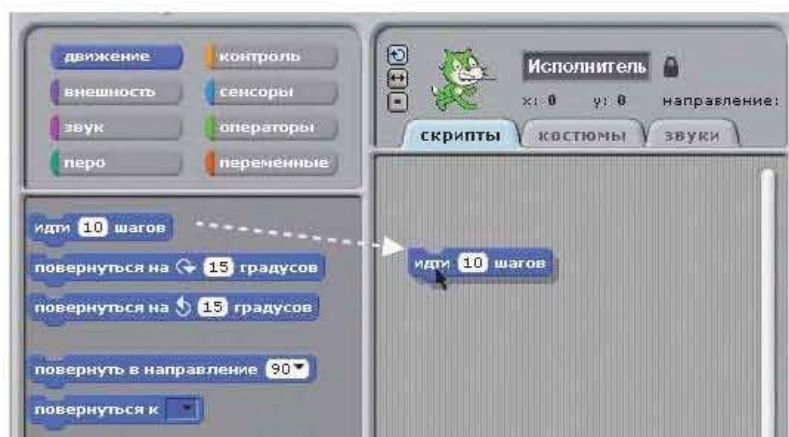 движение контроль
внешность сенсоры
звук операторы
перо переменные
Исполнитель
x: 0 y: 0 направление:
скрипты костюмы звуки
идти 10 шагов
повернуться на 15 градусов
повернуться на 15 градусов
повернуть в направление 90
повернуться к
идти 10 шагов